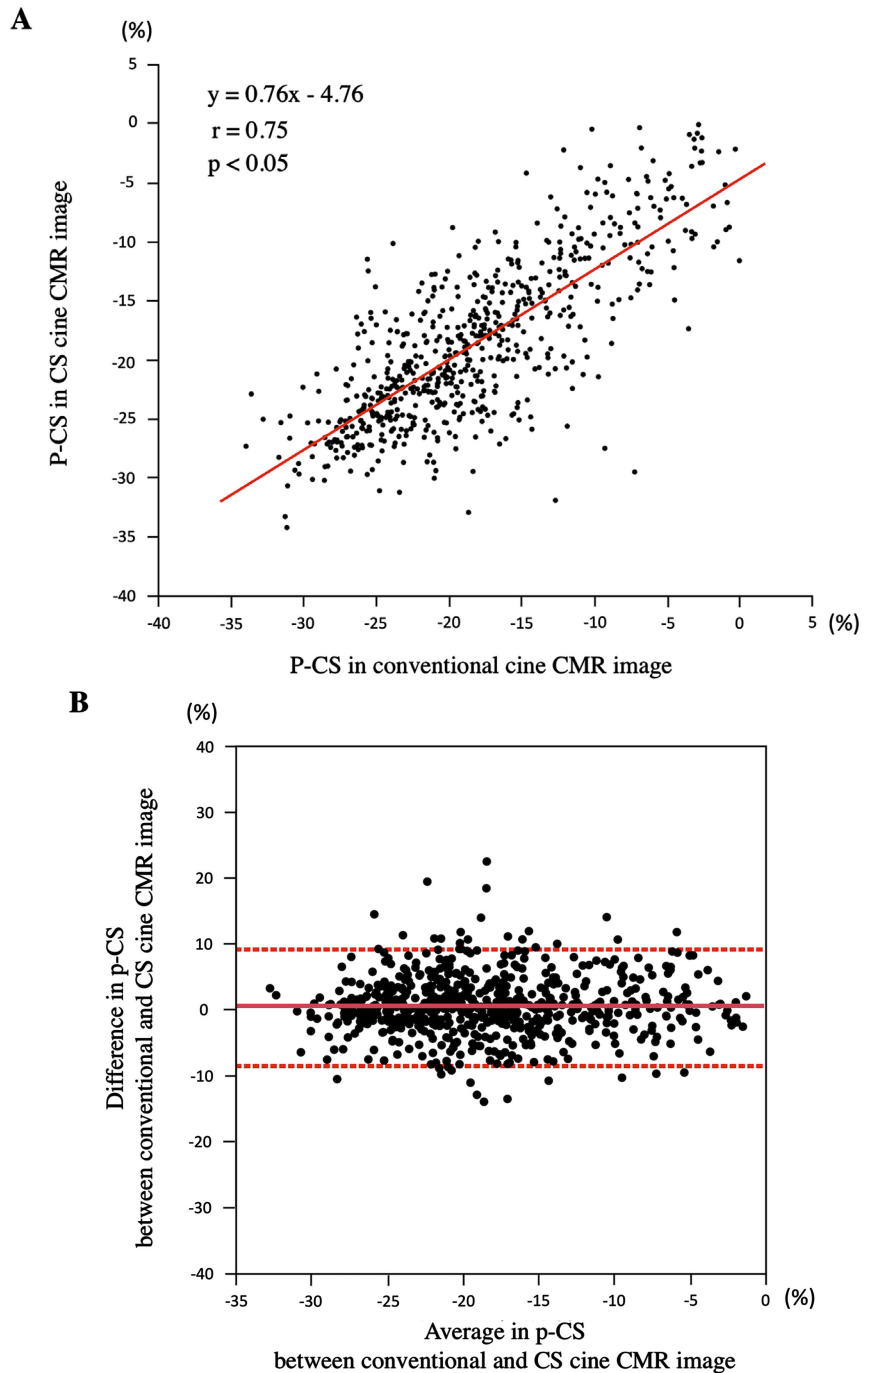 A
(%)
y = 0.76x - 4.76
r = 0.75
p < 0.05
5
0
-5
-10
-15
-20
-25
-30
-35
-40
P-CS in CS cine CMR image
-40 -35 -30 -25 -20 -15 -10 -5 0 5 (%)
P-CS in conventional cine CMR image
B
(%)
40
30
20
10
0
-10
-20
-30
-40
Difference in p-CS
between conventional and CS cine CMR image
-35 -30 -25 -20 -15 -10 -5 0 (%)
Average in p-CS
between conventional and CS cine CMR image